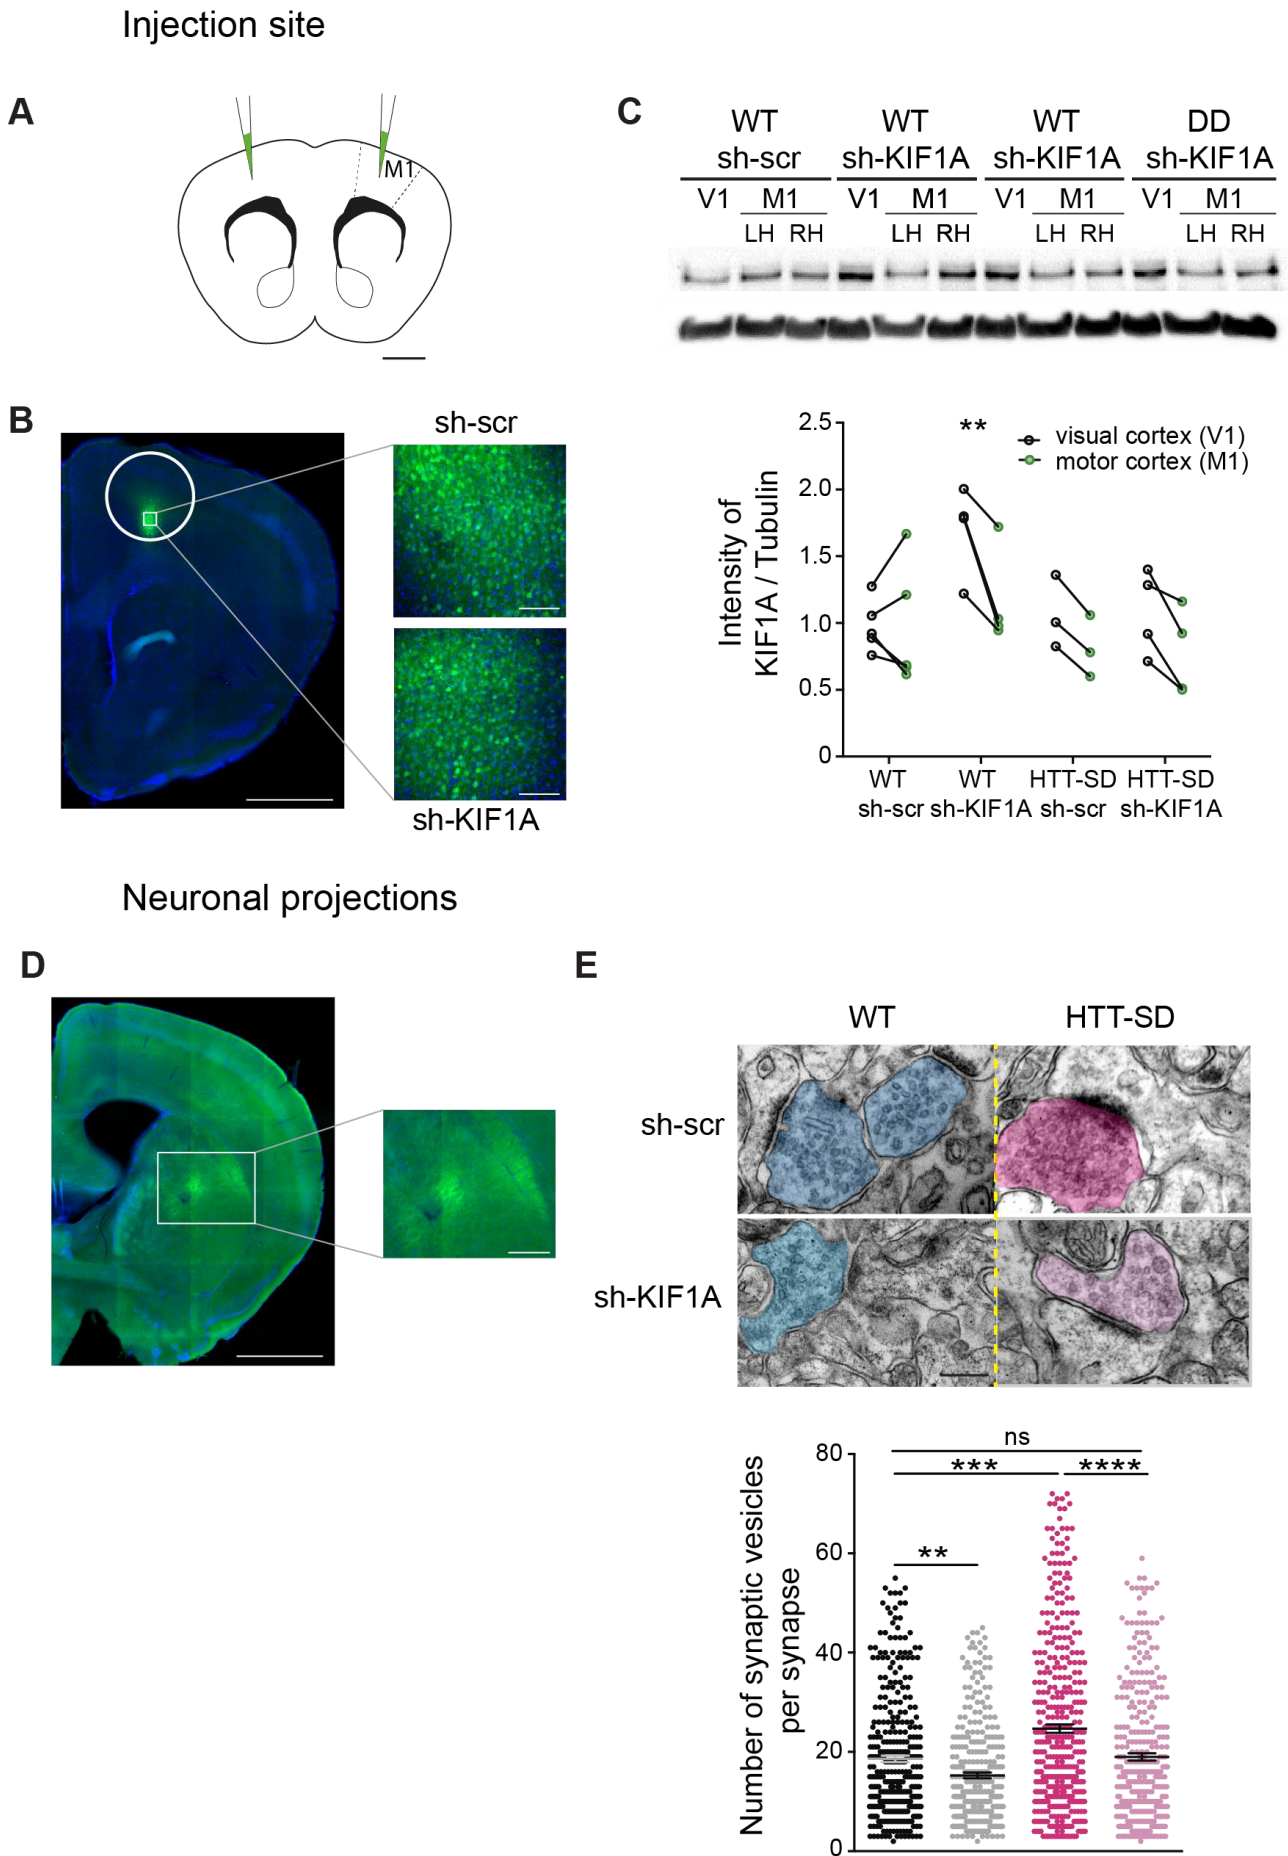 Injection site
A
M1
C
WT WT WT DD
sh-scr sh-KIF1A sh-KIF1A sh-KIF1A
V1 M1 V1 M1 V1 M1 V1 M1
LH RH LH RH LH RH LH RH
B
sh-scr
sh-KIF1A
2.5
2.0
1.5
1.0
0.5
0
Intensity of
KIF1A / Tubulin
**
visual cortex (V1)
motor cortex (M1)
WT WT HTT-SD HTT-SD
sh-scr sh-KIF1A sh-scr sh-KIF1A
Neuronal projections
D
E
WT HTT-SD
sh-scr
sh-KIF1A
Number of synaptic vesicles
per synapse
80
60
40
20
0
ns
*** ****
**